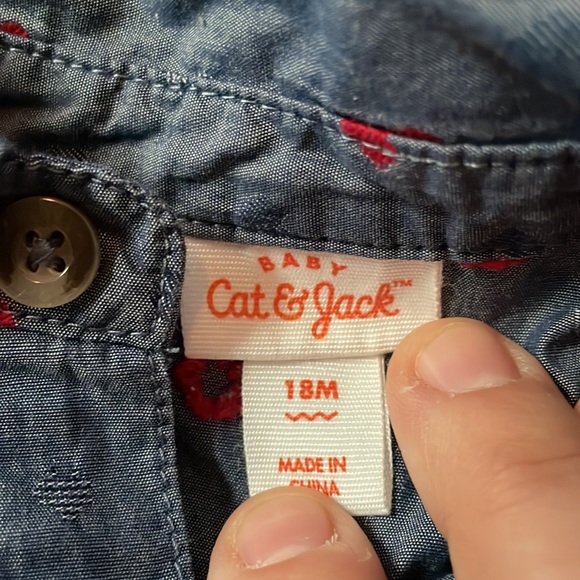 BABY
Cat & Jack™
18M
MADE IN
CHINA